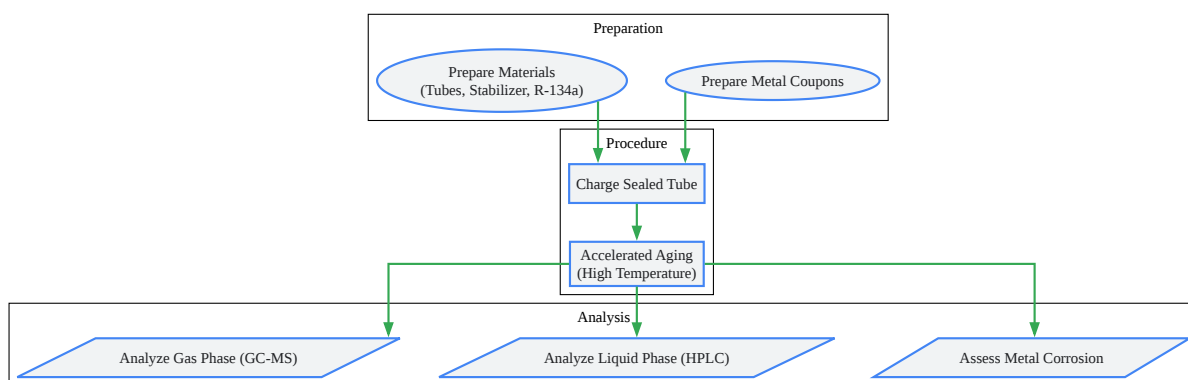 Preparation
Prepare Materials
(Tubes, Stabilizer, R-134a)
Prepare Metal Coupons
Procedure
Charge Sealed Tube
Accelerated Aging
(High Temperature)
Analysis
Analyze Gas Phase (GC-MS)
Analyze Liquid Phase (HPLC)
Assess Metal Corrosion